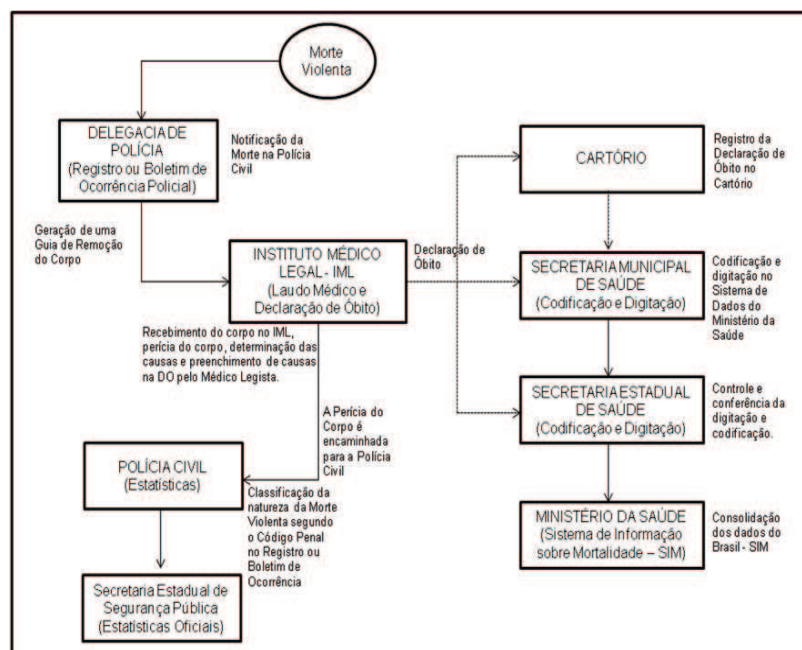 Morte
Violenta
DELEGACIA DE
POLÍCIA
(Registro ou Boletim de
Ocorrência Policial)
Notificação da
Morte na Polícia
Civil
Geração de uma
Guia de Remoção
do Corpo
INSTITUTO MÉDICO
LEGAL - IML
(Laudo Médico e
Declaração de Óbito)
Declaração de
Óbito
Recebimento do corpo no IML,
perícia do corpo, determinação das
causas e preenchimento de causas
na DO pelo Médico Legista.
A Perícia do
Corpo é
encaminhada
para a Polícia
Civil
POLÍCIA CIVIL
(Estatísticas)
Classificação da
natureza da Morte
Violenta segundo
o Código Penal
no Registro ou
Boletim de
Ocorrência
Secretaria Estadual de
Segurança Pública
(Estatísticas Oficiais)
CARTÓRIO
Registro da
Declaração de
Óbito no
Cartório
SECRETARIA MUNICIPAL
DE SAÚDE
(Codificação e Digitação)
Codificação e
digitação no
Sistema de
Dados do
Ministério da
Saúde
SECRETARIA ESTADUAL
DE SAÚDE
(Codificação e Digitação)
Controle e
conferência da
digitação e
codificação.
MINISTÉRIO DA SAÚDE
(Sistema de Informação
sobre Mortalidade – SIM)
Consolidação
dos dados do
Brasil - SIM